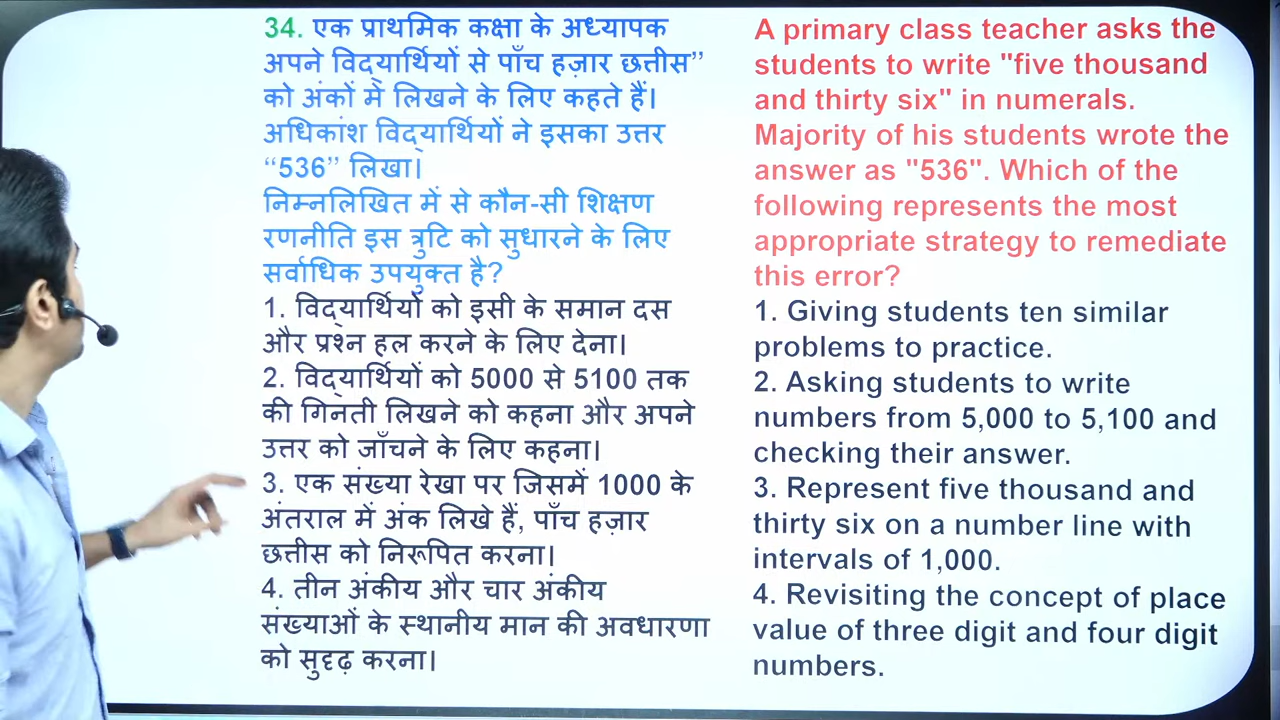 34. एक प्राथमिक कक्षा के अध्यापक
अपने विद्यार्थियों से पाँच हज़ार छत्तीस”
को अंकों में लिखने के लिए कहते हैं।
अधिकांश विद्यार्थियों ने इसका उत्तर
“536” लिखा।
निम्नलिखित में से कौन-सी शिक्षण
रणनीति इस त्रुटि को सुधारने के लिए
सर्वाधिक उपयुक्त है?
1. विद्यार्थियों को इसी के समान दस
और प्रश्न हल करने के लिए देना।
2. विद्यार्थियों को 5000 से 5100 तक
की गिनती लिखने को कहना और अपने
उत्तर को जाँचने के लिए कहना।
3. एक संख्या रेखा पर जिसमें 1000 के
अंतराल में अंक लिखे हैं, पाँच हज़ार
छत्तीस को निरूपित करना।
4. तीन अंकीय और चार अंकीय
संख्याओं के स्थानीय मान की अवधारणा
को सुदृढ़ करना।
A primary class teacher asks the
students to write "five thousand
and thirty six" in numerals.
Majority of his students wrote the
answer as "536". Which of the
following represents the most
appropriate strategy to remediate
this error?
1. Giving students ten similar
problems to practice.
2. Asking students to write
numbers from 5,000 to 5,100 and
checking their answer.
3. Represent five thousand and
thirty six on a number line with
intervals of 1,000.
4. Revisiting the concept of place
value of three digit and four digit
numbers.